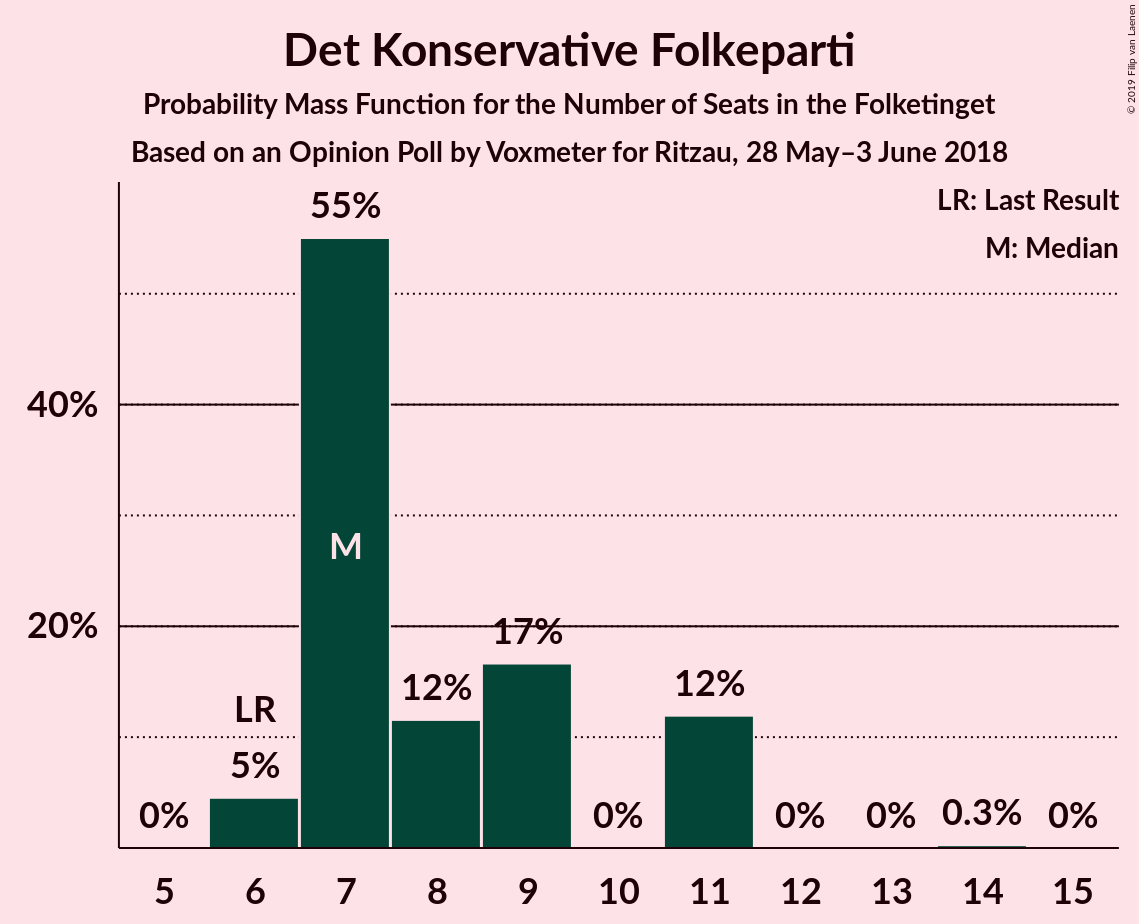 Det Konservative Folkeparti
Probability Mass Function for the Number of Seats in the Folketinget
Based on an Opinion Poll by Voxmeter for Ritzau, 28 May–3 June 2018
© 2019 Filip van Laenen
LR: Last Result
M: Median
55%
40%
M
20%
17%
12%
12%
LR
5%
0%
0%
0%
0%
0.3%
0%
5 6 7 8 9 10 11 12 13 14 15